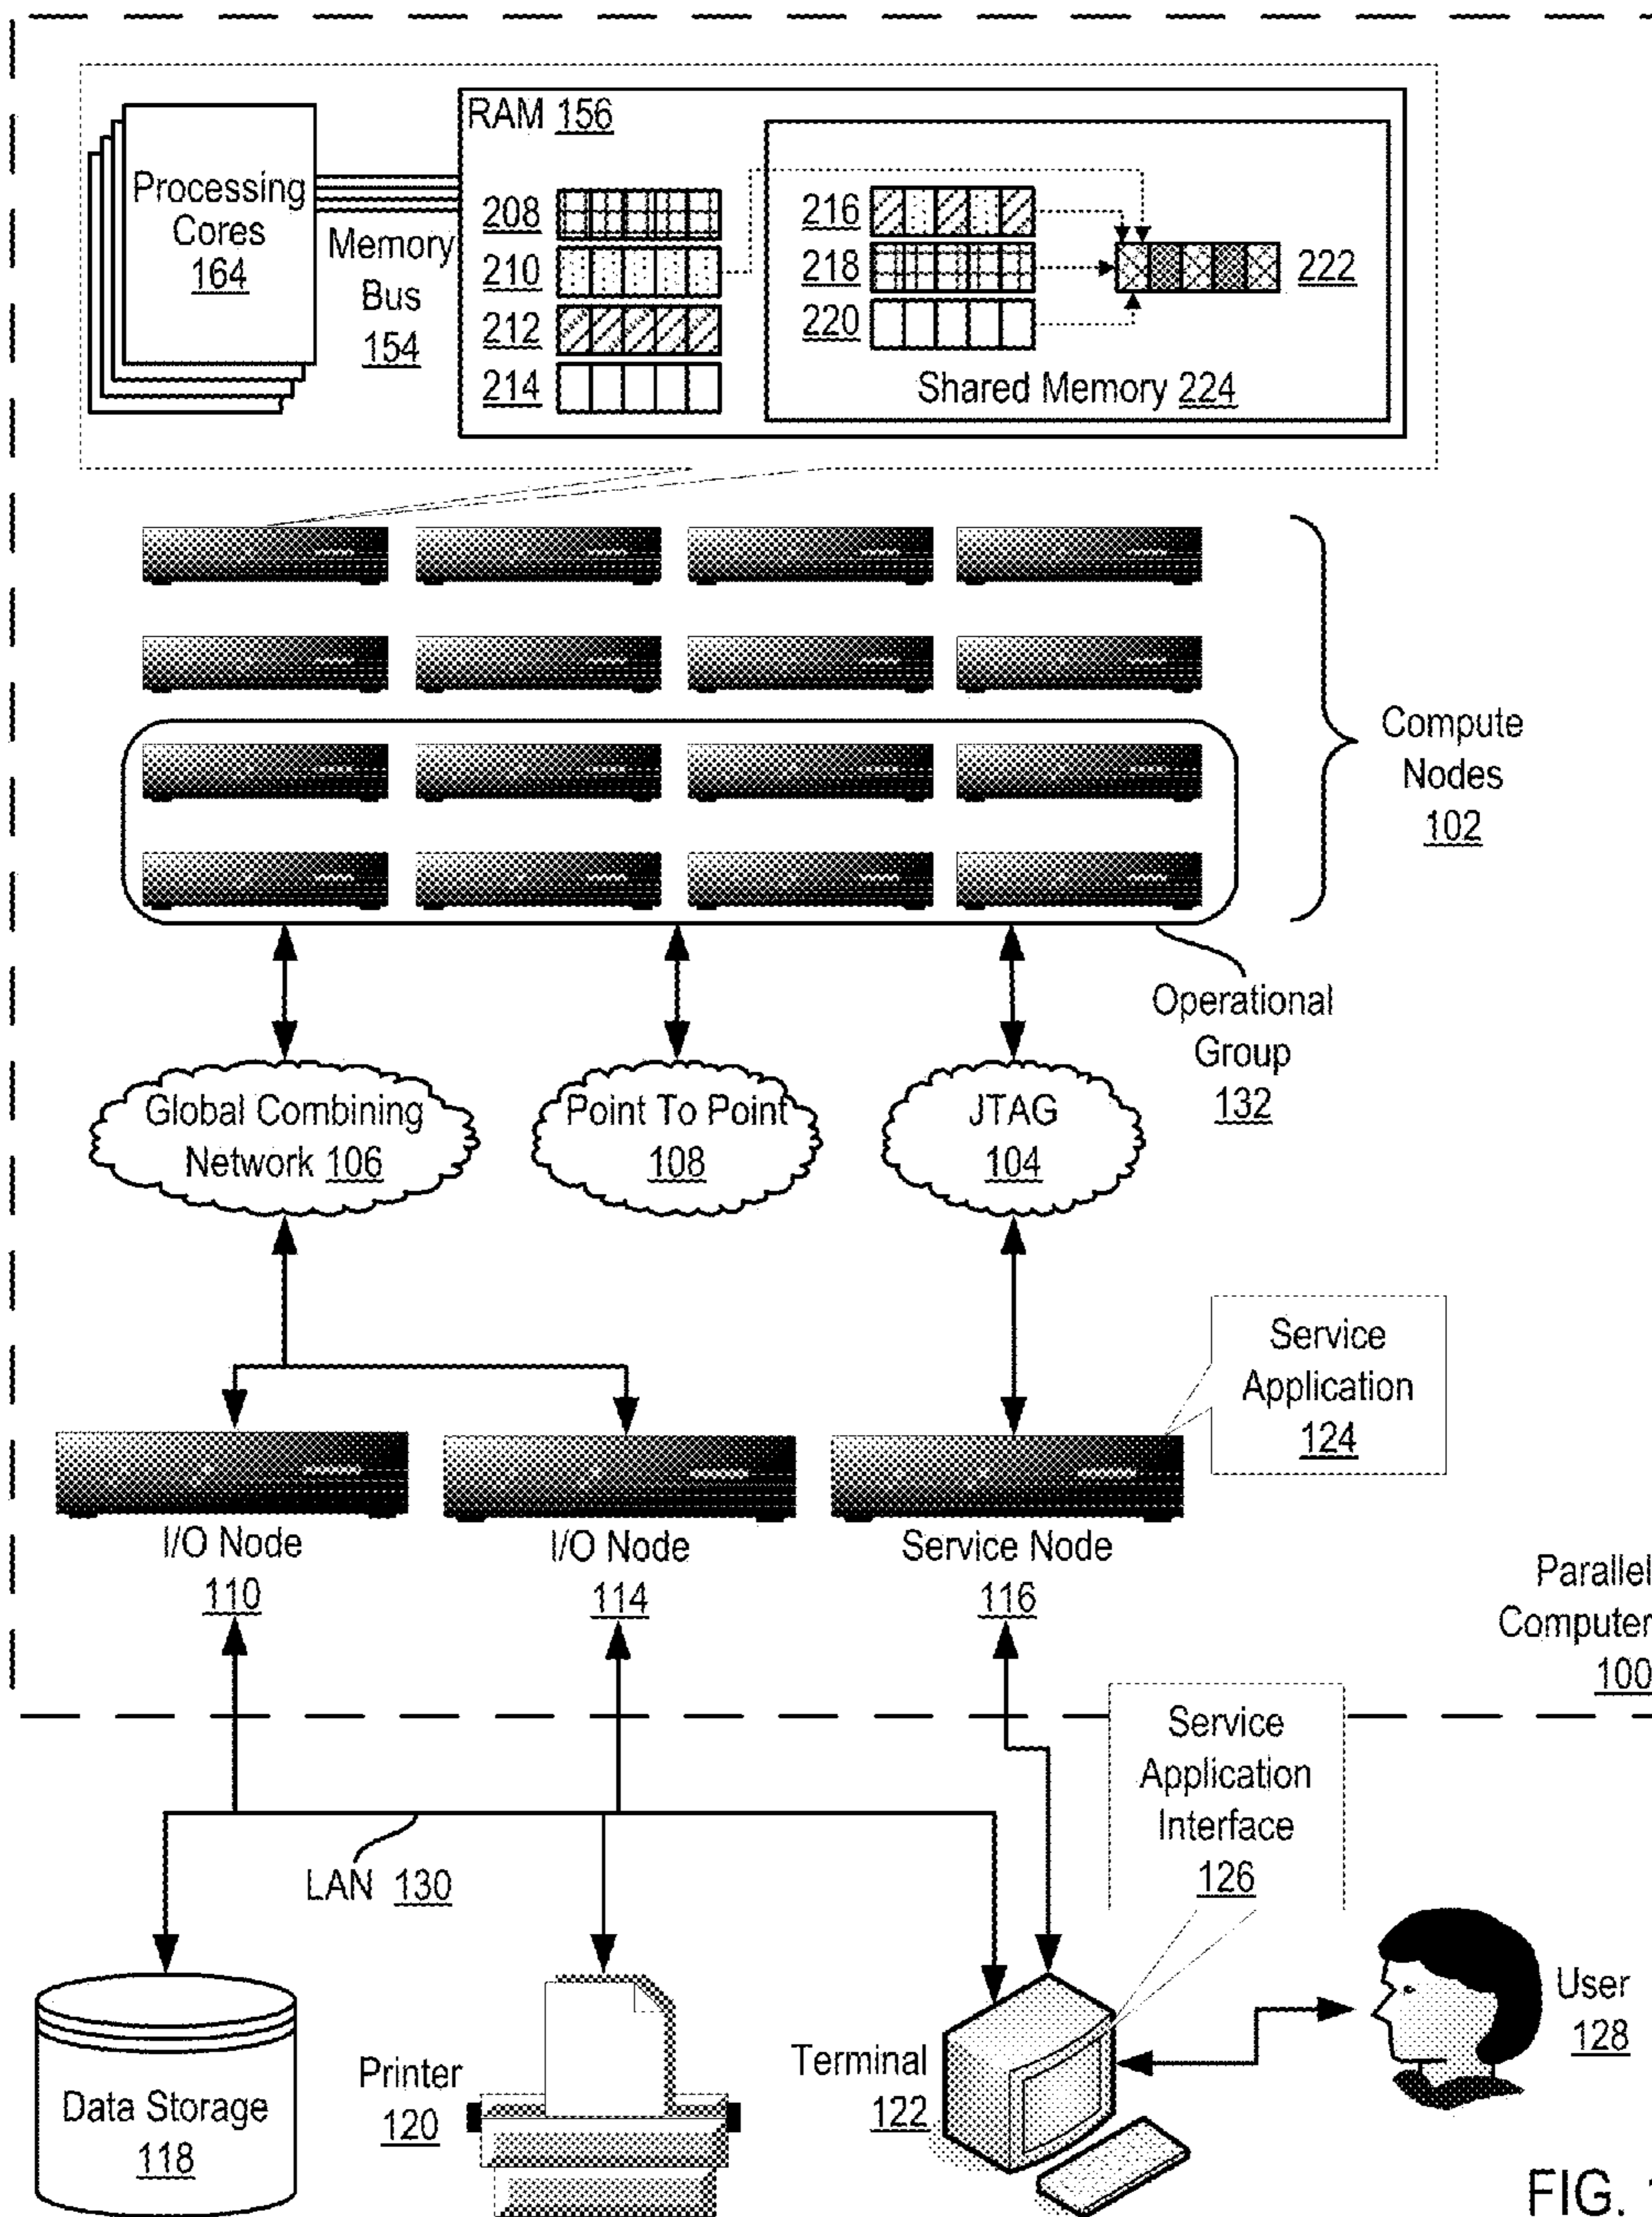 RAM 156
Processing
Cores
164
Memory
Bus
154
208
210
212
214
216
218
220
222
Shared Memory 224
Compute
Nodes
102
Operational
Group
132
Global Combining
Network 106
Point To Point
108
JTAG
104
Service
Application
124
I/O Node
110
I/O Node
114
Service Node
116
Parallel
Computer
100
Service
Application
Interface
126
LAN 130
Data Storage
118
Printer
120
Terminal
122
User
128
FIG.